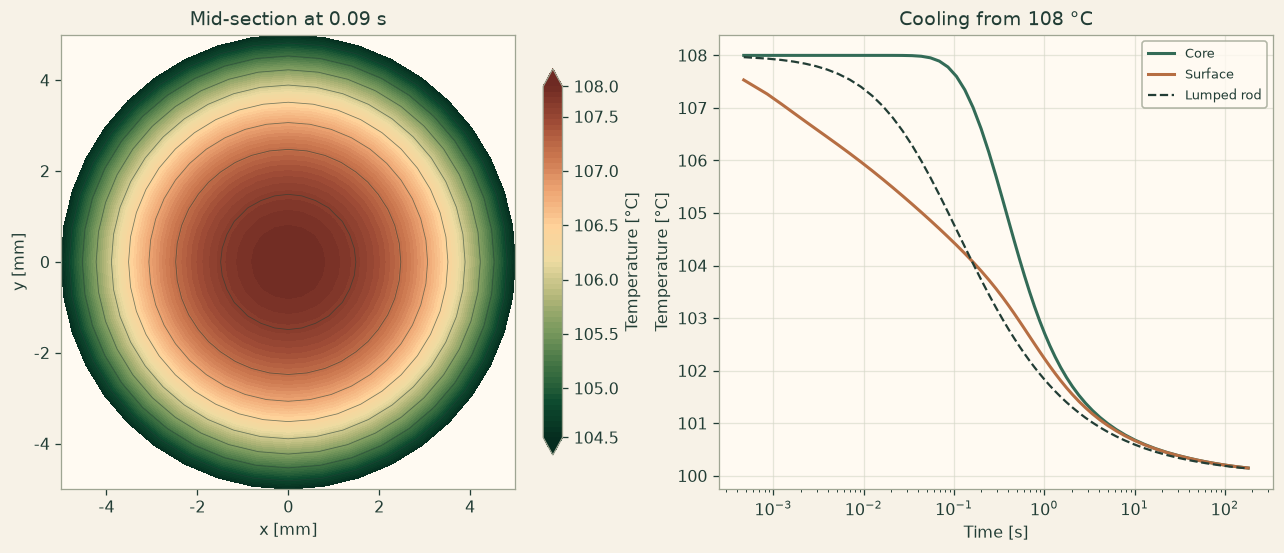 Mid-section at 0.09 s
4
2
0
-2
-4
y [mm]
-4 -2 0 2 4
x [mm]
108.0
107.5
107.0
106.5
106.0
105.5
105.0
104.5
Temperature [°C]
Cooling from 108 °C
Core
Surface
Lumped rod
108
107
106
105
104
103
102
101
100
Temperature [°C]
10⁻³ 10⁻² 10⁻¹ 10⁰ 10¹ 10²
Time [s]